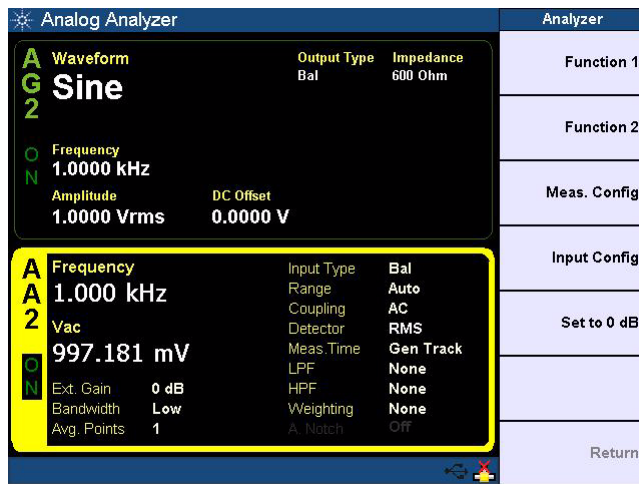 Analog Analyzer
Analyzer
AG2
ON
Waveform
Sine
Output Type Impedance
Bal 600 Ohm
Frequency
1.0000 kHz
Amplitude DC Offset
1.0000 Vrms 0.0000 V
AA2
ON
Frequency
1.000 kHz
Vac
997.181 mV
Ext. Gain 0 dB
Bandwidth Low
Avg. Points 1
Input Type Bal
Range Auto
Coupling AC
Detector RMS
Meas.Time Gen Track
LPF None
HPF None
Weighting None
A. Notch Off
Function 1
Function 2
Meas. Config
Input Config
Set to 0 dB
Return